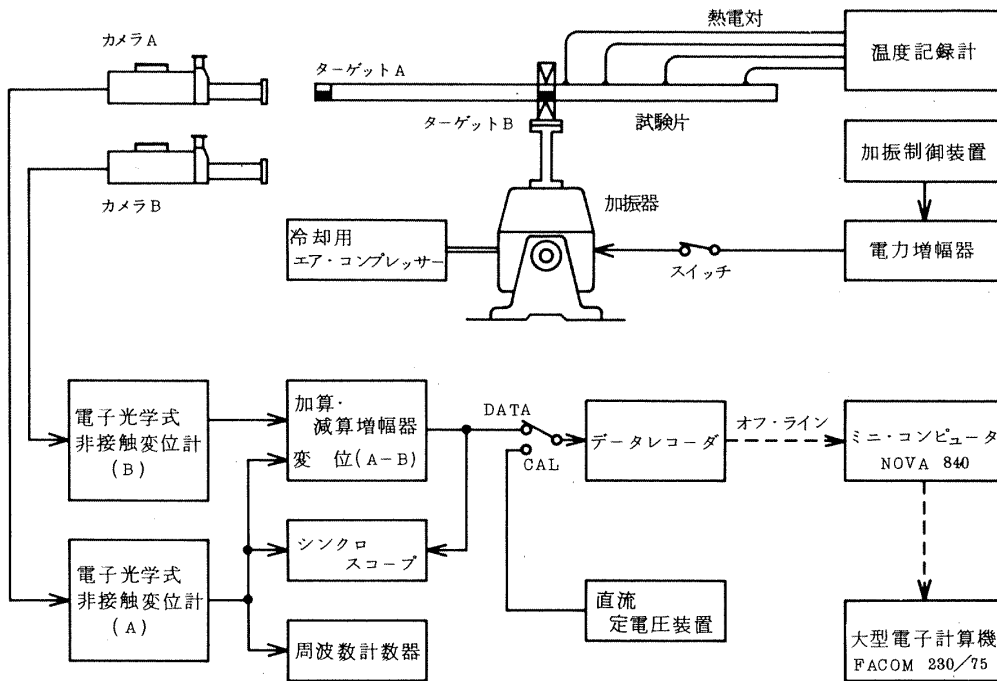 カメラA
熱電対
温度記録計
ターゲットA
ターゲットB
試験片
カメラB
加振制御装置
加振器
冷却用
エア・コンプレッサー
スイッチ
電力増幅器
電子光学式
非接触変位計
(B)
加算・
減算増幅器
変 位(A-B)
DATA
CAL
データレコーダ
オフ・ライン
ミニ・コンピュータ
NOVA 840
シンクロ
スコープ
電子光学式
非接触変位計
(A)
直流
定電圧装置
周波数計数器
大型電子計算機
FACOM 230/75